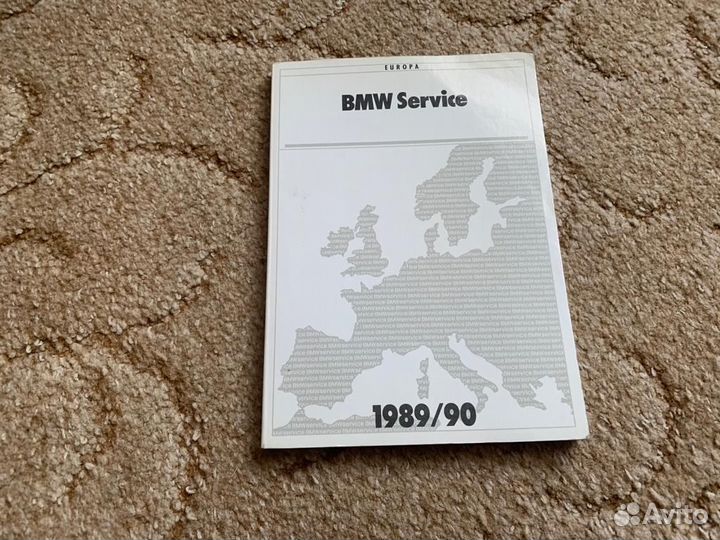 EUROPA
BMW Service
1989/90
Avito